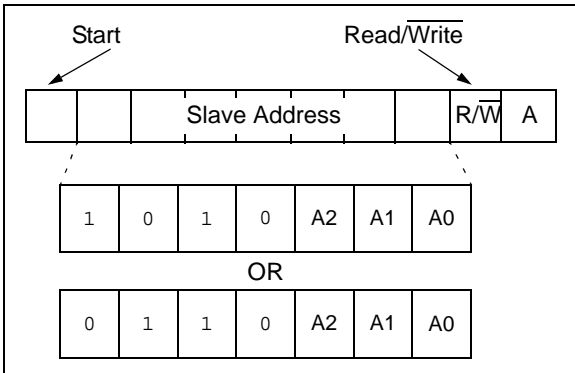 Start Read/Write
Slave Address R/W A
1 0 1 0 A2 A1 A0
OR
0 1 1 0 A2 A1 A0